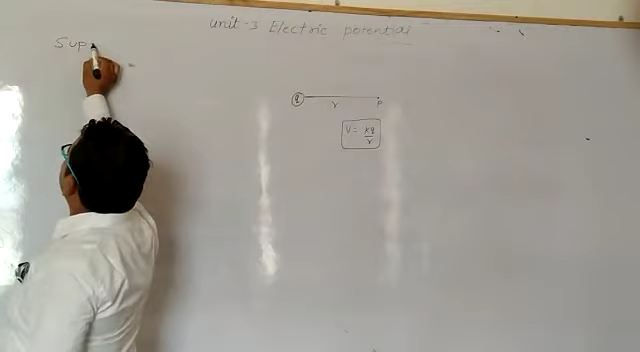 unit-3 Electric potential
Sup
q
r
P
V = kq/r